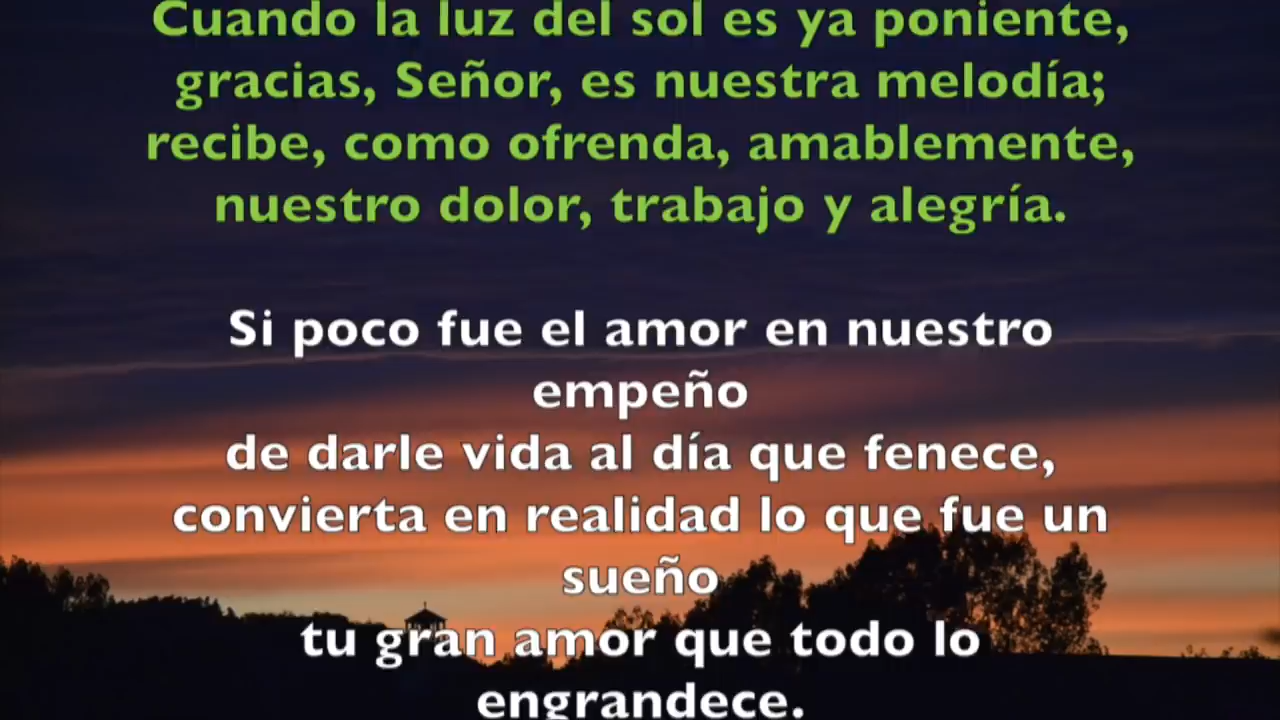 Cuando la luz del sol es ya poniente,
gracias, Señor, es nuestra melodía;
recibe, como ofrenda, amablemente,
nuestro dolor, trabajo y alegría.
Si poco fue el amor en nuestro
empeño
de darle vida al día que fenece,
convierta en realidad lo que fue un
sueño
tu gran amor que todo lo
engrandece.